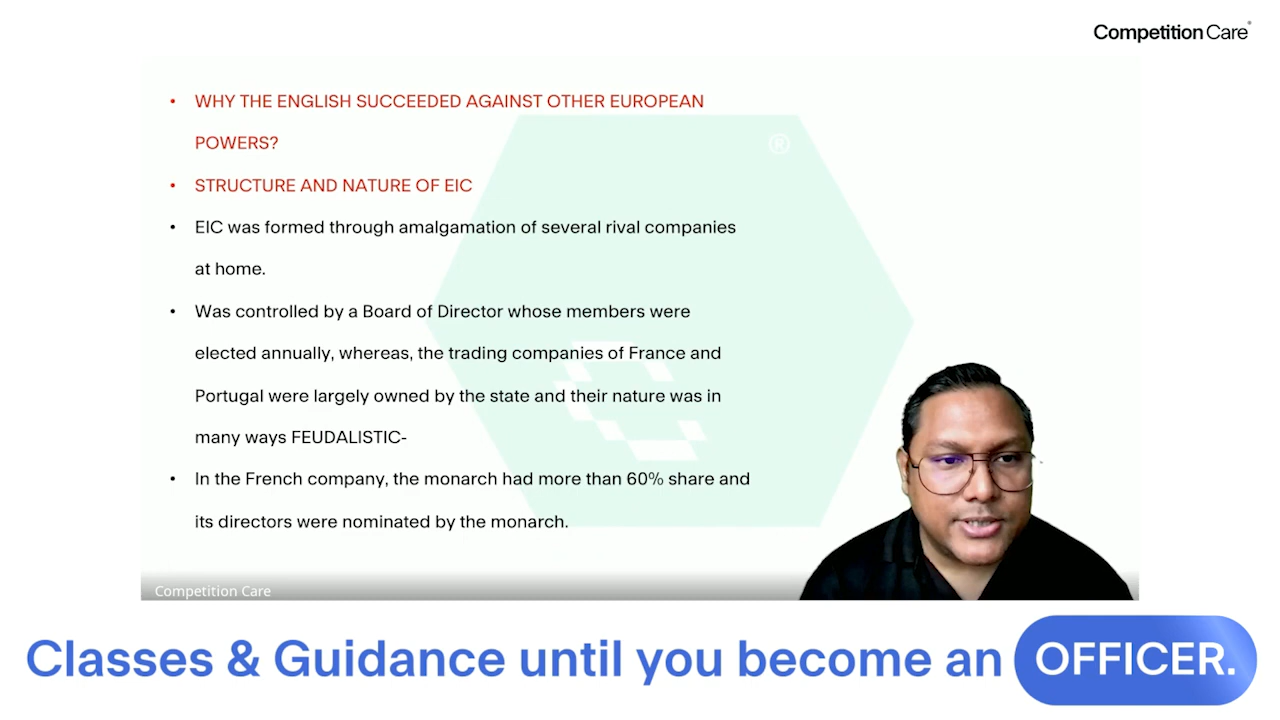 Competition Care®
• WHY THE ENGLISH SUCCEEDED AGAINST OTHER EUROPEAN
POWERS?
• STRUCTURE AND NATURE OF EIC
• EIC was formed through amalgamation of several rival companies
at home.
• Was controlled by a Board of Director whose members were
elected annually, whereas, the trading companies of France and
Portugal were largely owned by the state and their nature was in
many ways FEUDALISTIC-
• In the French company, the monarch had more than 60% share and
its directors were nominated by the monarch.
®
Competition Care
Classes & Guidance until you become an OFFICER.